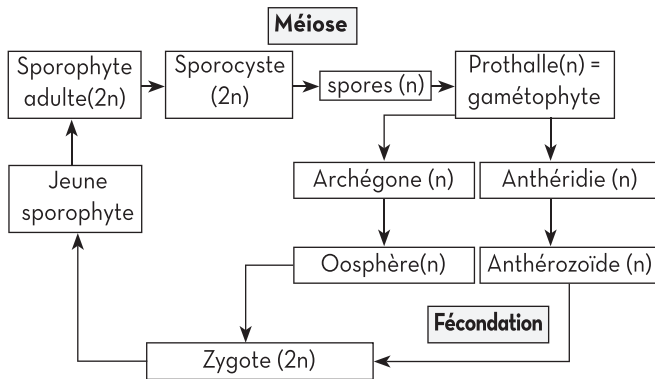 Méiose
Sporophyte
adulte(2n)
Sporocyste
(2n)
spores (n)
Prothalle(n) =
gamétophyte
Jeune
sporophyte
Archégone (n)
Anthéridie (n)
Oosphère(n)
Anthérozoïde (n)
Fécondation
Zygote (2n)